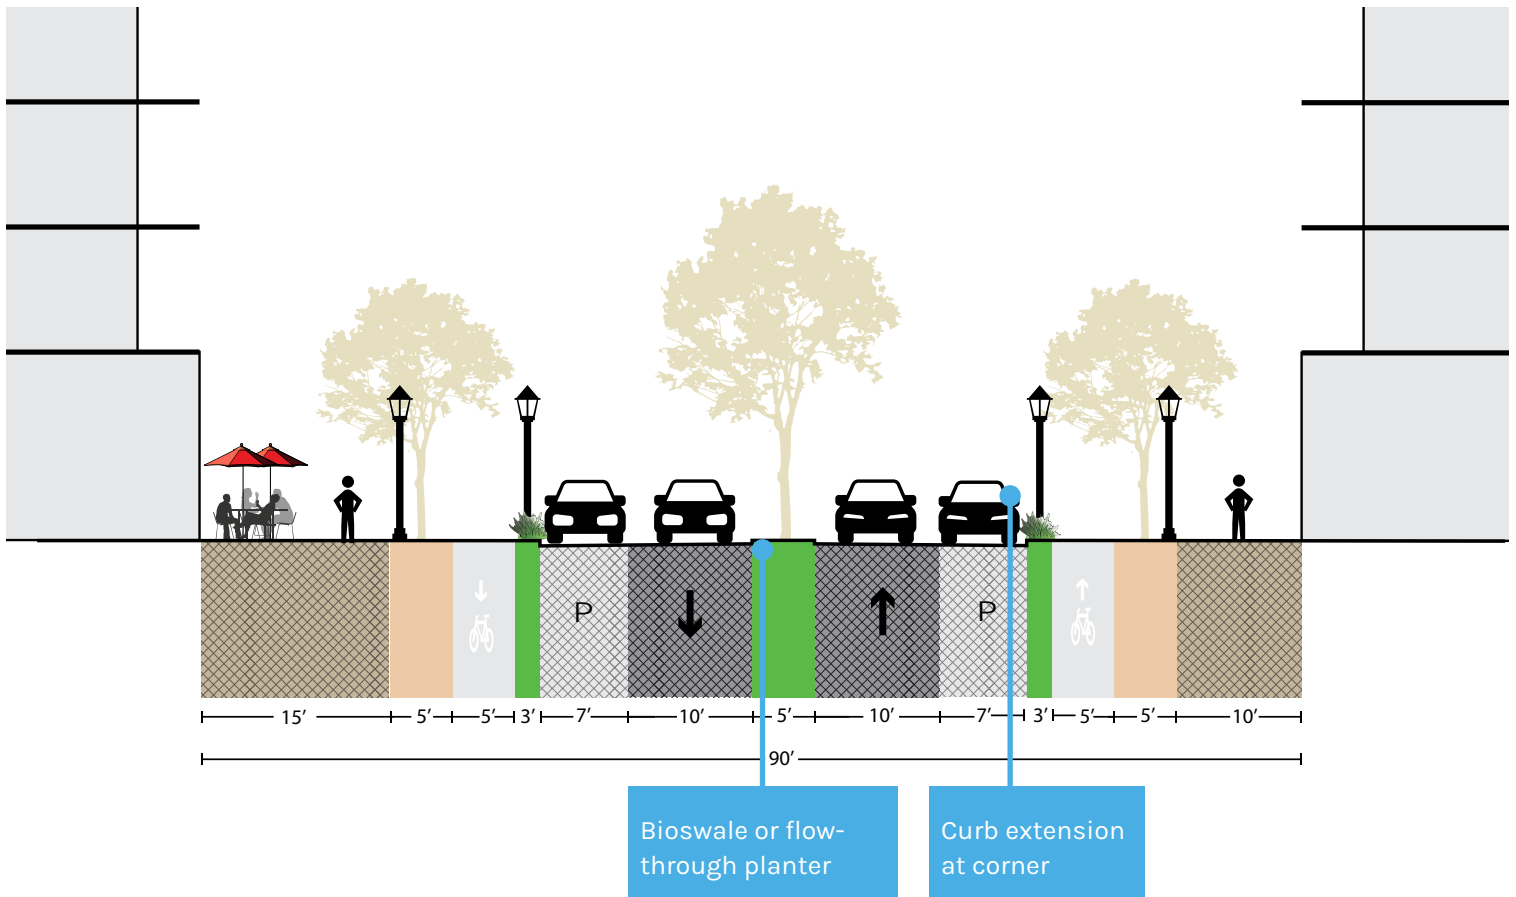 P
P
15’
5’
5’
3’
7’
10’
5’
10’
7’
3’
5’
5’
10’
90’
Bioswale or flow-
through planter
Curb extension
at corner